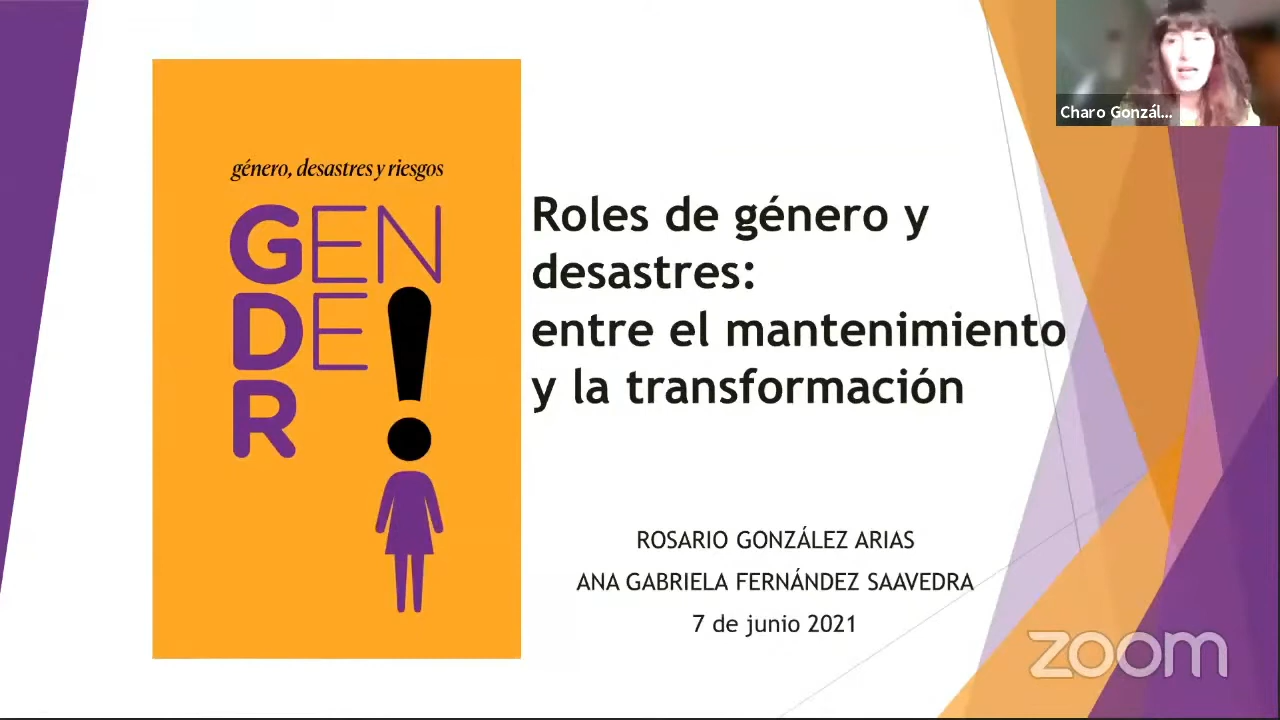 género, desastres y riesgos
GEN
DE
R
!
Roles de género y
desastres:
entre el mantenimiento
y la transformación
ROSARIO GONZÁLEZ ARIAS
ANA GABRIELA FERNÁNDEZ SAAVEDRA
7 de junio 2021
Charo Gonzál...
zoom